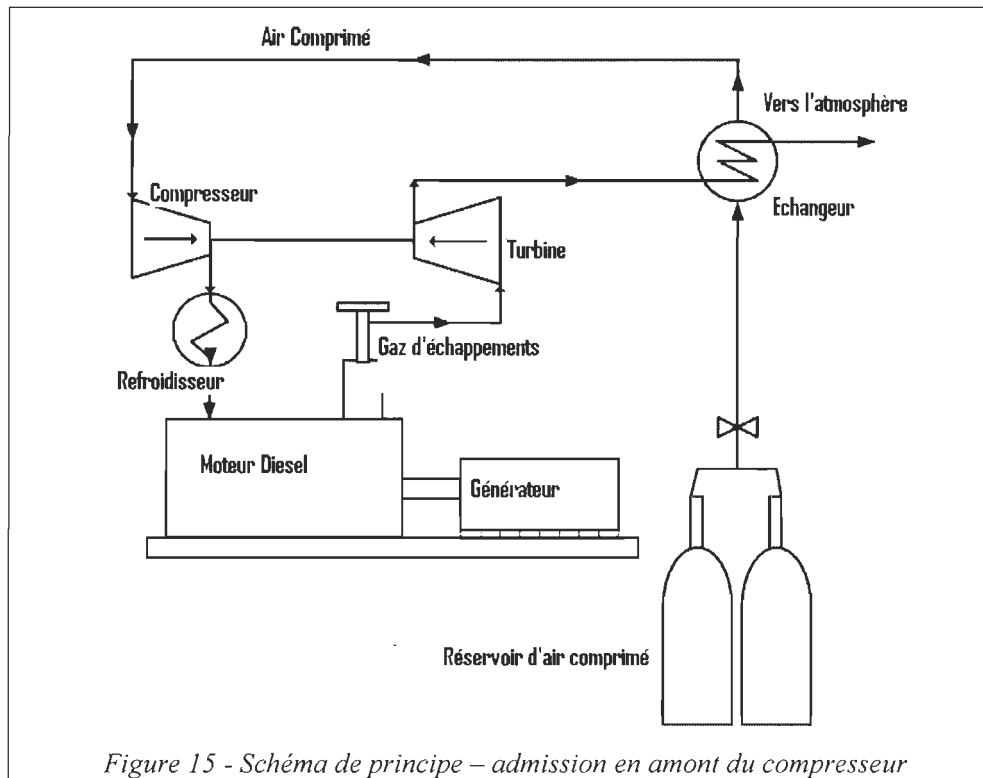 Air Comprimé
Vers l'atmosphère
Compresseur
Echangeur
Turbine
Gaz d'échappements
Refroidisseur
Moteur Diesel
Générateur
Réservoir d'air comprimé
Figure 15 - Schéma de principe – admission en amont du compresseur